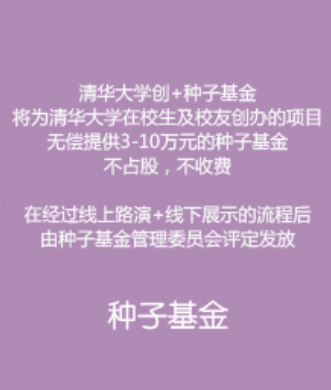 清华大学创+种子基金
将为清华大学在校生及校友创办的项目
无偿提供3-10万元的种子基金
不占股，不收费
在经过线上路演+线下展示的流程后
由种子基金管理委员会评定发放
种子基金